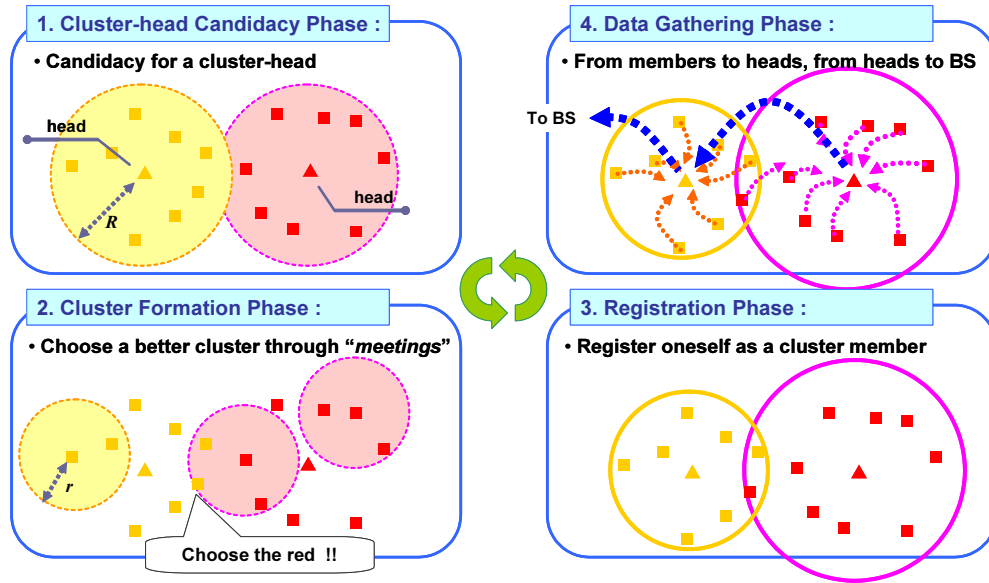 1. Cluster-head Candidacy Phase :
• Candidacy for a cluster-head
head
R
head
2. Cluster Formation Phase :
• Choose a better cluster through “meetings”
r
Choose the red !!
4. Data Gathering Phase :
• From members to heads, from heads to BS
To BS
3. Registration Phase :
• Register oneself as a cluster member